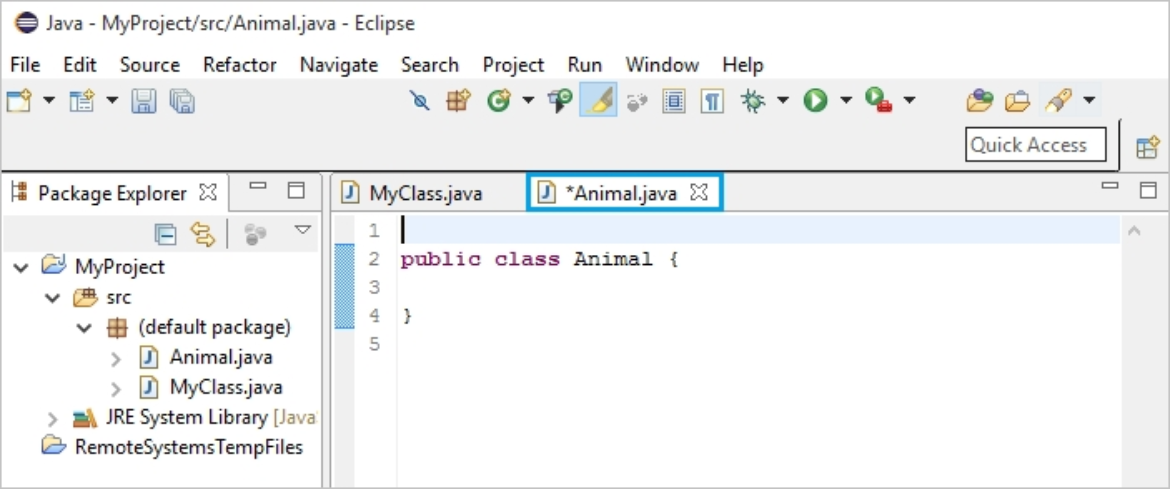 Java - MyProject/src/Animal.java - Eclipse
File Edit Source Refactor Navigate Search Project Run Window Help
Quick Access
Package Explorer
MyClass.java *Animal.java
MyProject
src
(default package)
Animal.java
MyClass.java
JRE System Library [Java
RemoteSystemsTempFiles
1
2 public class Animal {
3
4 }
5